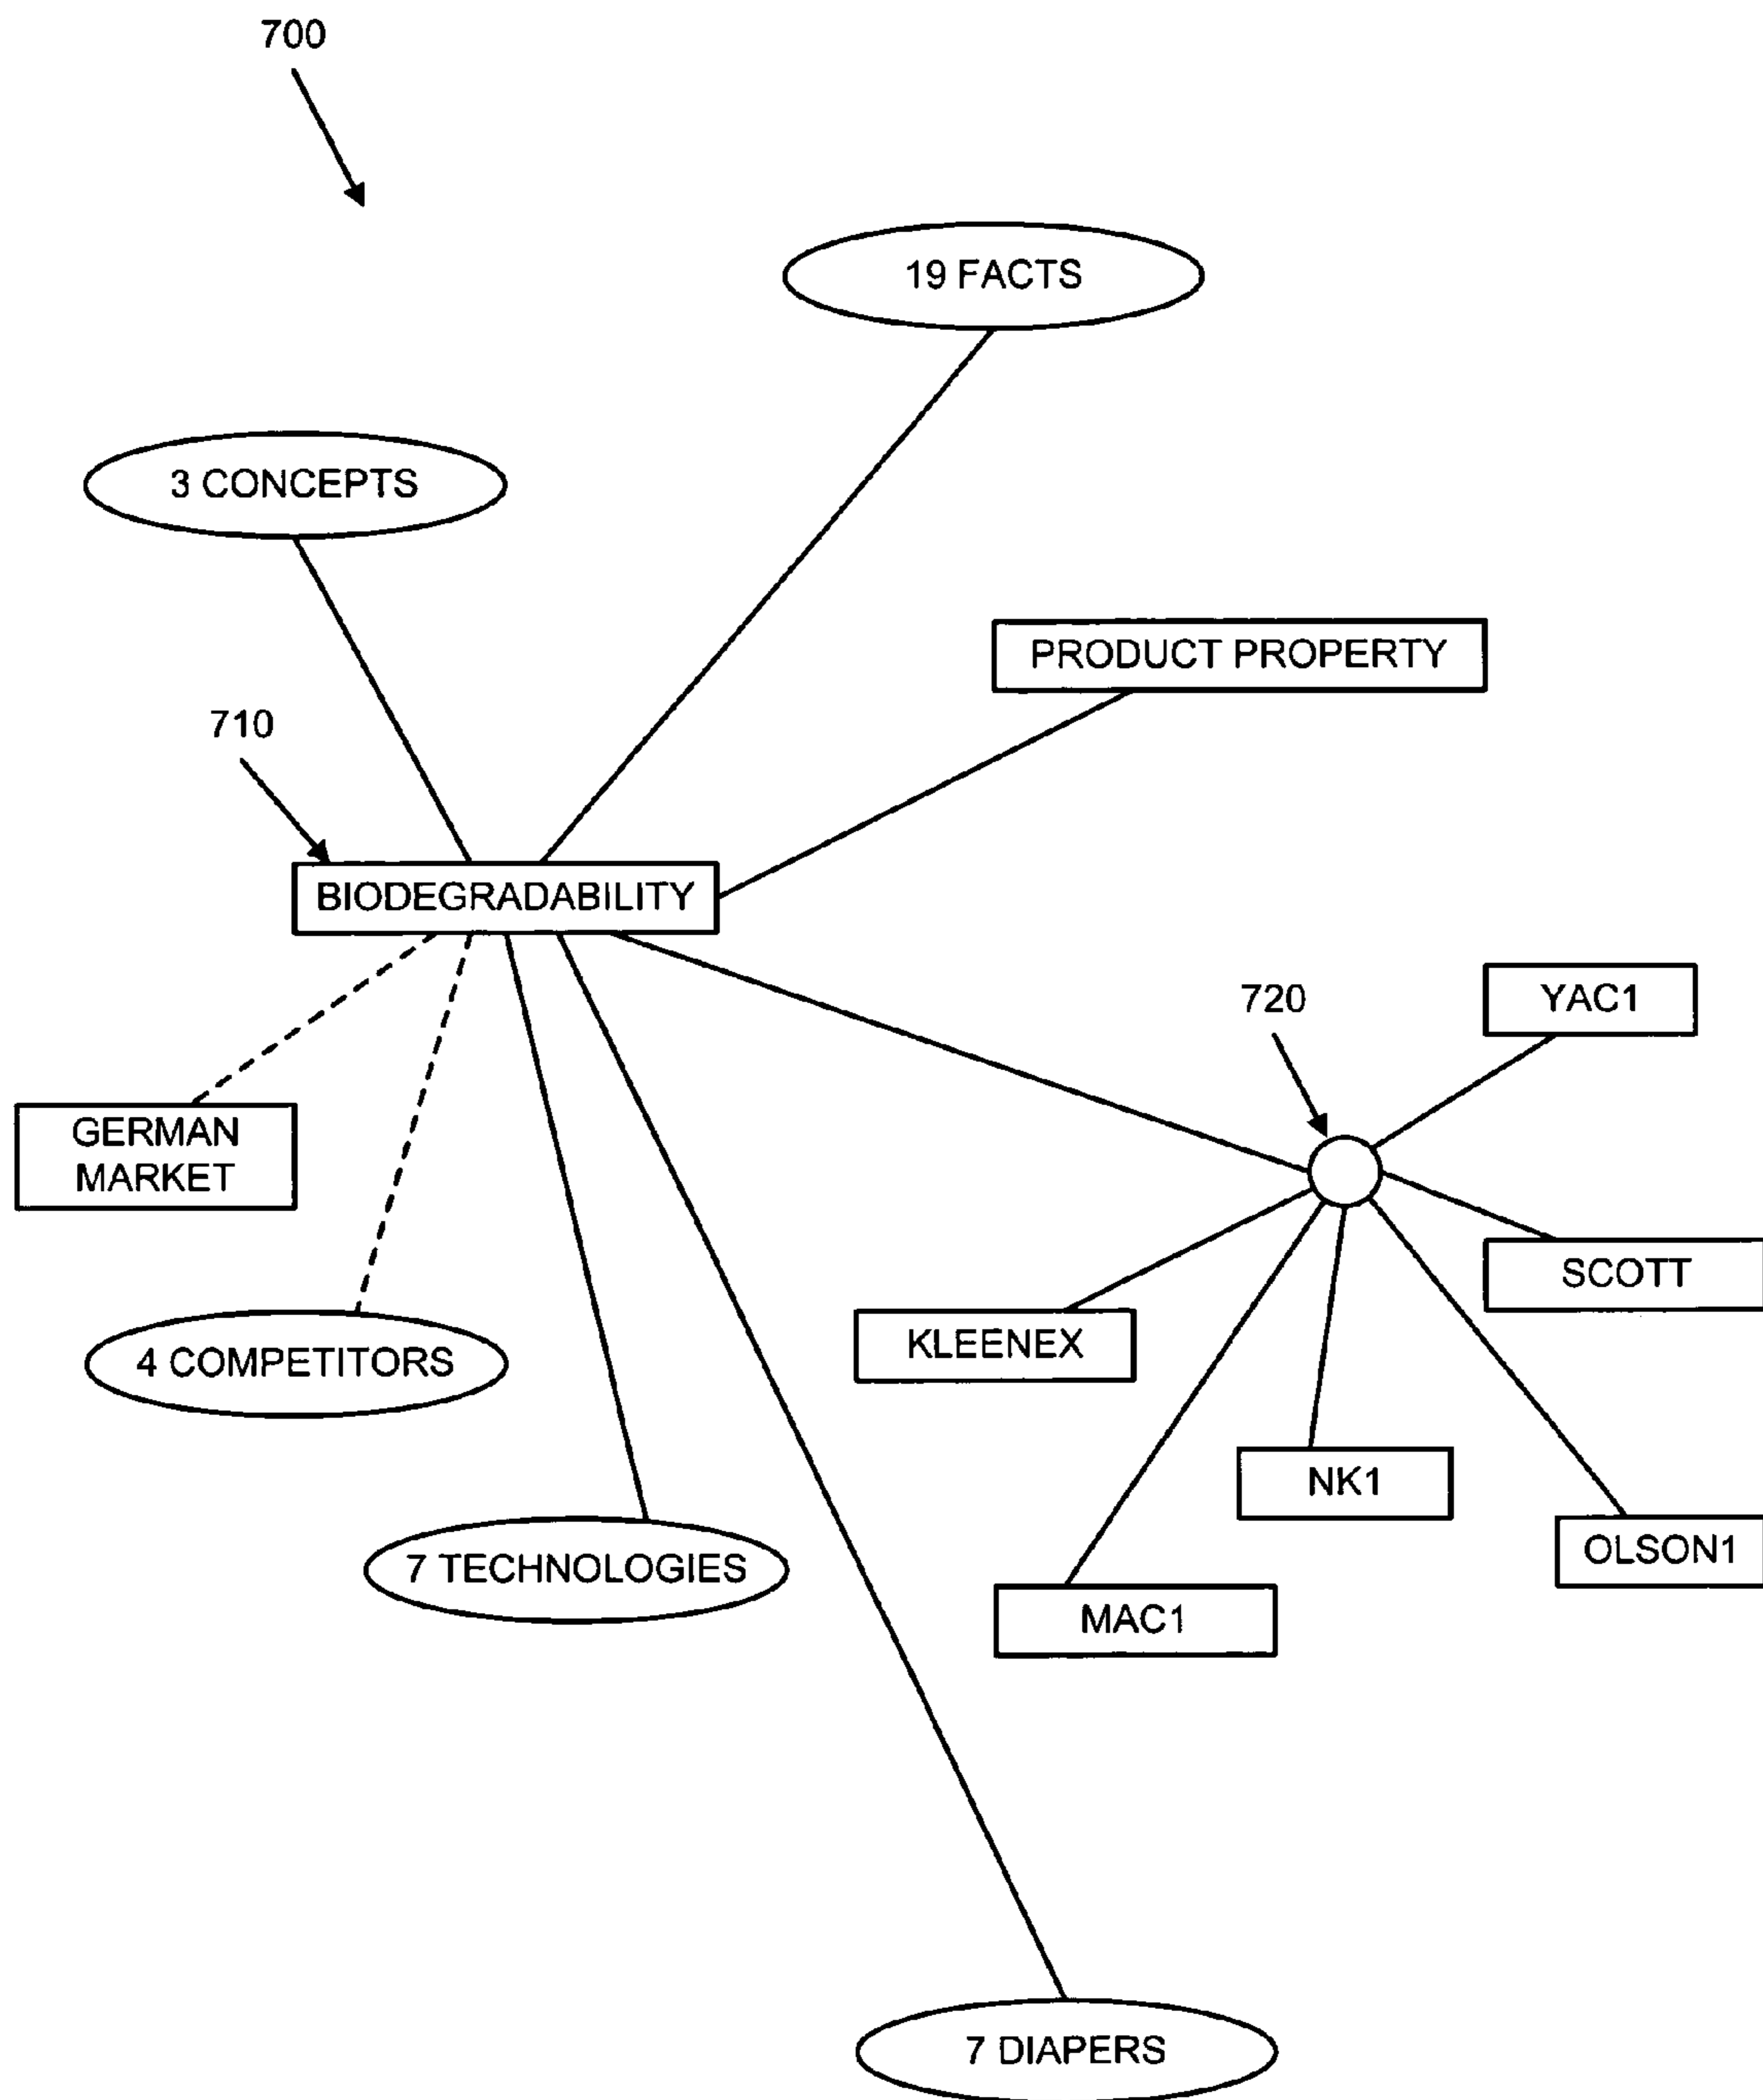 700
19 FACTS
3 CONCEPTS
PRODUCT PROPERTY
710
BIODEGRADABILITY
720
YAC1
GERMAN
MARKET
SCOTT
KLEENEX
4 COMPETITORS
NK1
OLSON1
7 TECHNOLOGIES
MAC1
7 DIAPERS